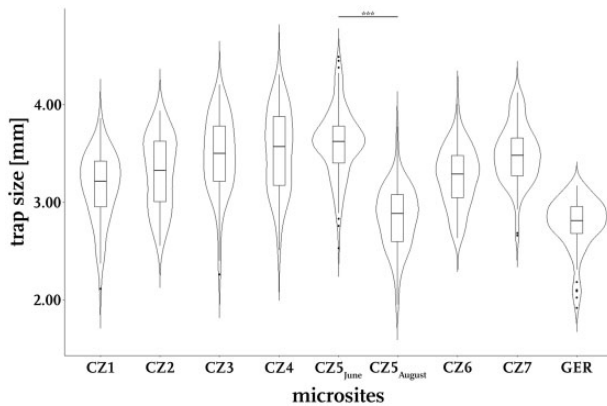 ***
trap size [mm]
4.00
3.00
2.00
CZ1 CZ2 CZ3 CZ4 CZ5June CZ5August CZ6 CZ7 GER
microsites